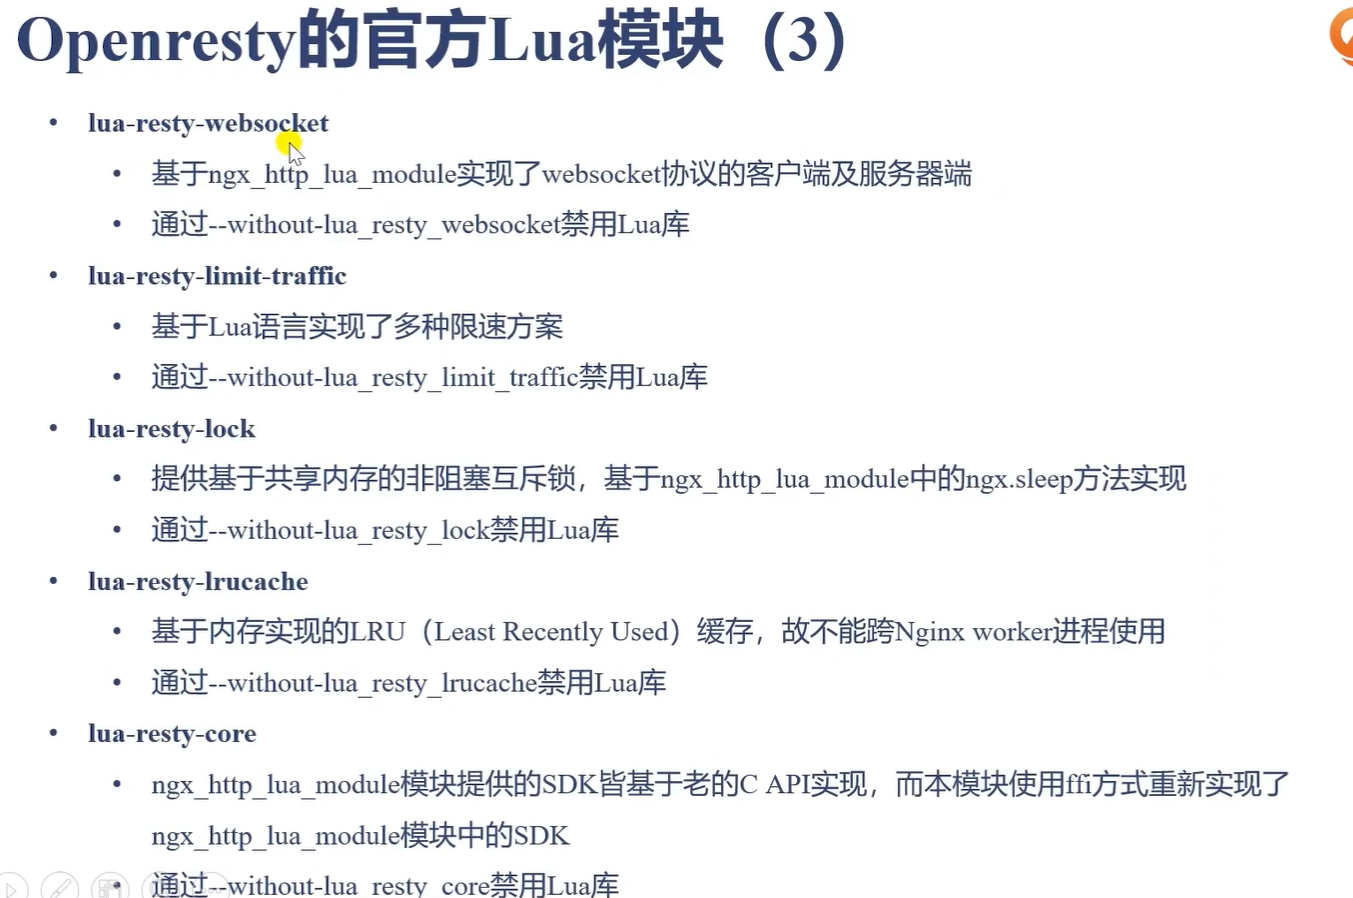 Openresty的官方Lua模块（3）
• lua-resty-websocket
• 基于ngx_http_lua_module实现了websocket协议的客户端及服务器端
• 通过--without-lua_resty_websocket禁用Lua库
• lua-resty-limit-traffic
• 基于Lua语言实现了多种限速方案
• 通过--without-lua_resty_limit_traffic禁用Lua库
• lua-resty-lock
• 提供基于共享内存的非阻塞互斥锁，基于ngx_http_lua_module中的ngx.sleep方法实现
• 通过--without-lua_resty_lock禁用Lua库
• lua-resty-lrucache
• 基于内存实现的LRU（Least Recently Used）缓存，故不能跨Nginx worker进程使用
• 通过--without-lua_resty_lrucache禁用Lua库
• lua-resty-core
• ngx_http_lua_module模块提供的SDK皆基于老的C API实现，而本模块使用ffi方式重新实现了
ngx_http_lua_module模块中的SDK
• 通过--without-lua_resty_core禁用Lua库